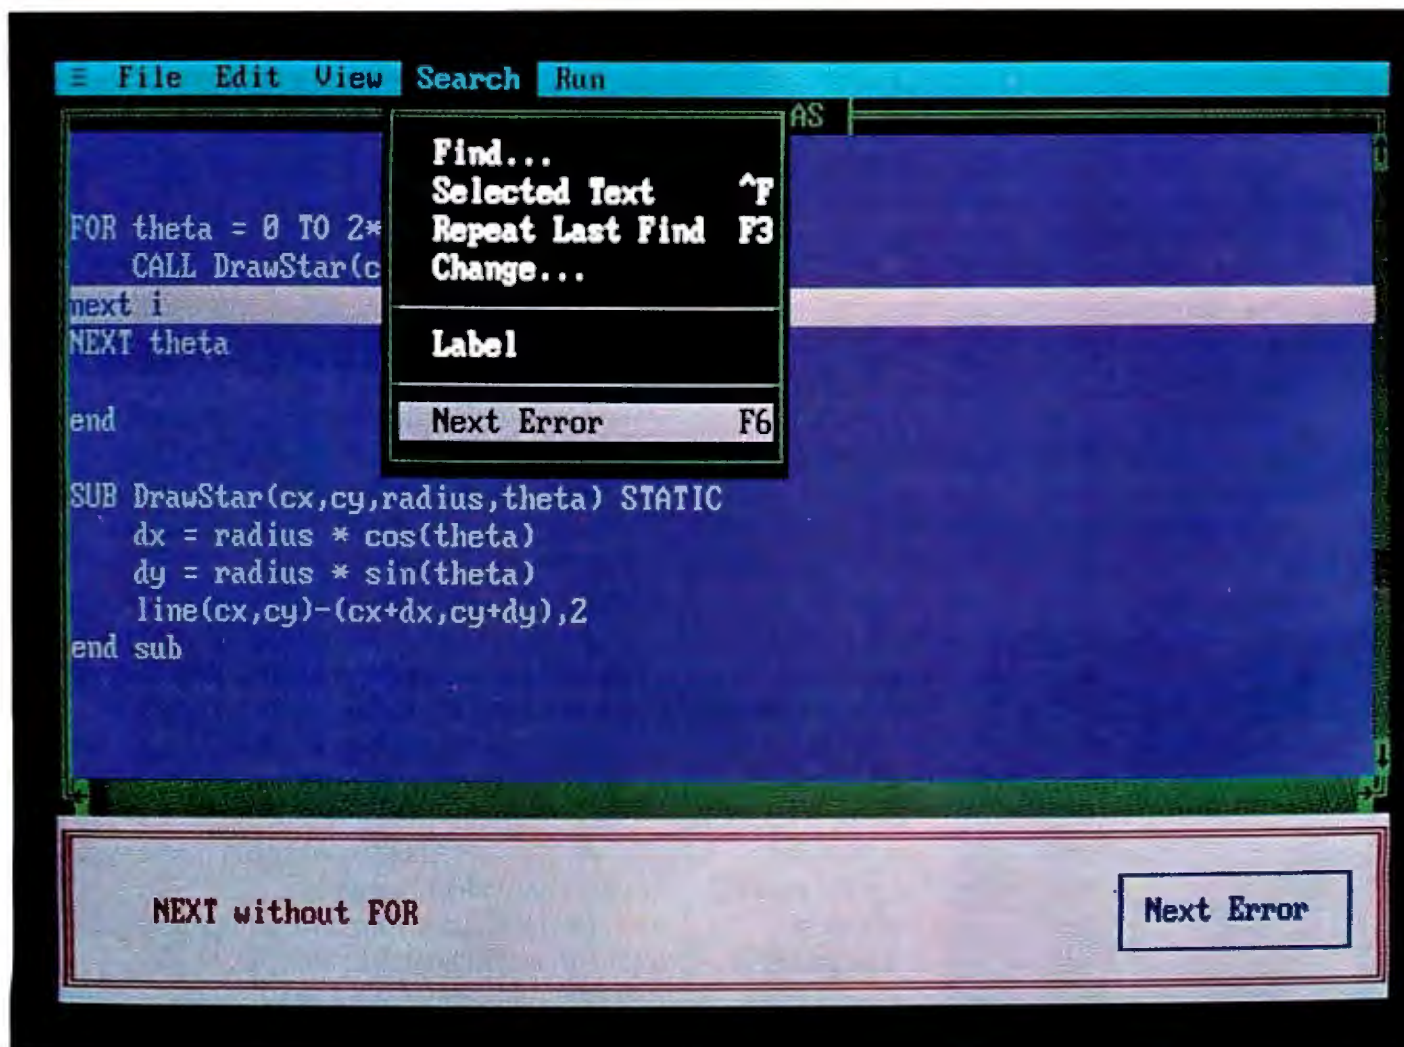 ≡ File Edit View Search Run
AS
Find...
Selected Text ^F
Repeat Last Find F3
Change...
Label
Next Error F6
FOR theta = 0 TO 2*
CALL DrawStar(c
next i
NEXT theta
end
SUB DrawStar(cx,cy,radius,theta) STATIC
dx = radius * cos(theta)
dy = radius * sin(theta)
line(cx,cy)-(cx+dx,cy+dy),2
end sub
NEXT without FOR
Next Error